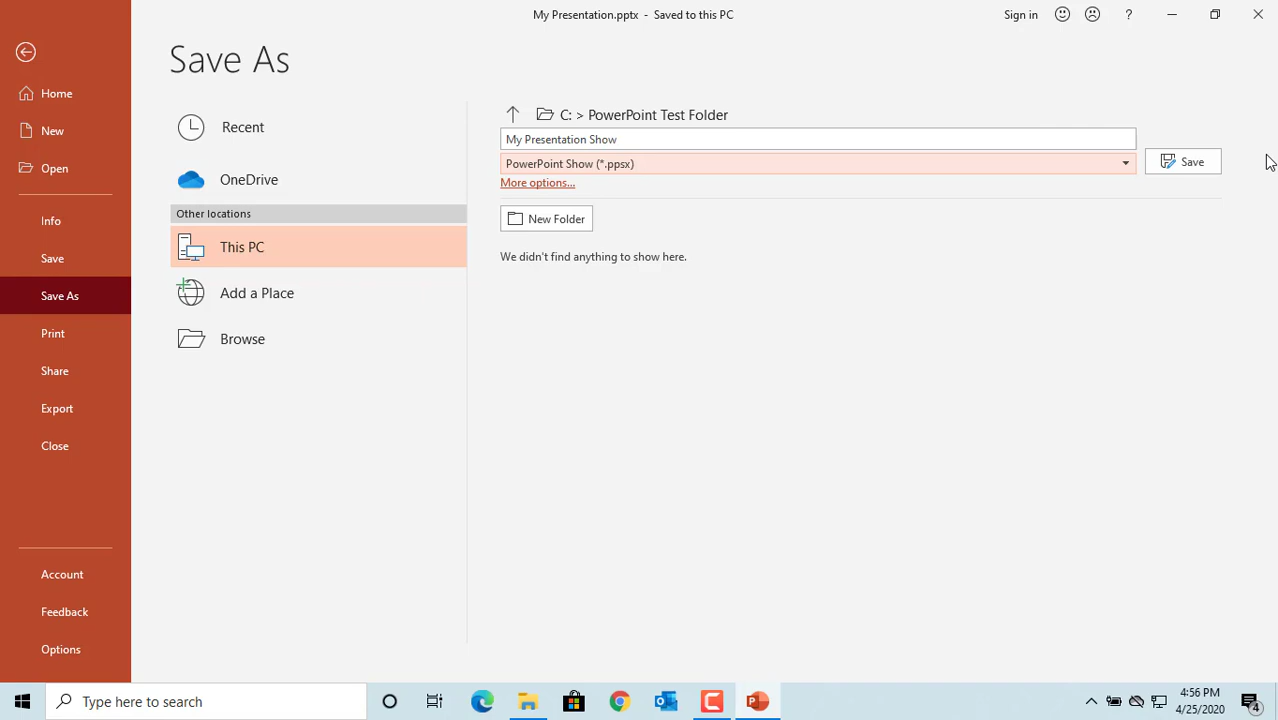 My Presentation.pptx - Saved to this PC
Sign in
?
Save As
Home
New
Open
Info
Save
Save As
Print
Share
Export
Close
Account
Feedback
Options
Recent
OneDrive
Other locations
This PC
Add a Place
Browse
C: > PowerPoint Test Folder
My Presentation Show
PowerPoint Show (*.ppsx)
Save
More options...
New Folder
We didn't find anything to show here.
Type here to search
4:56 PM
4/25/2020
4